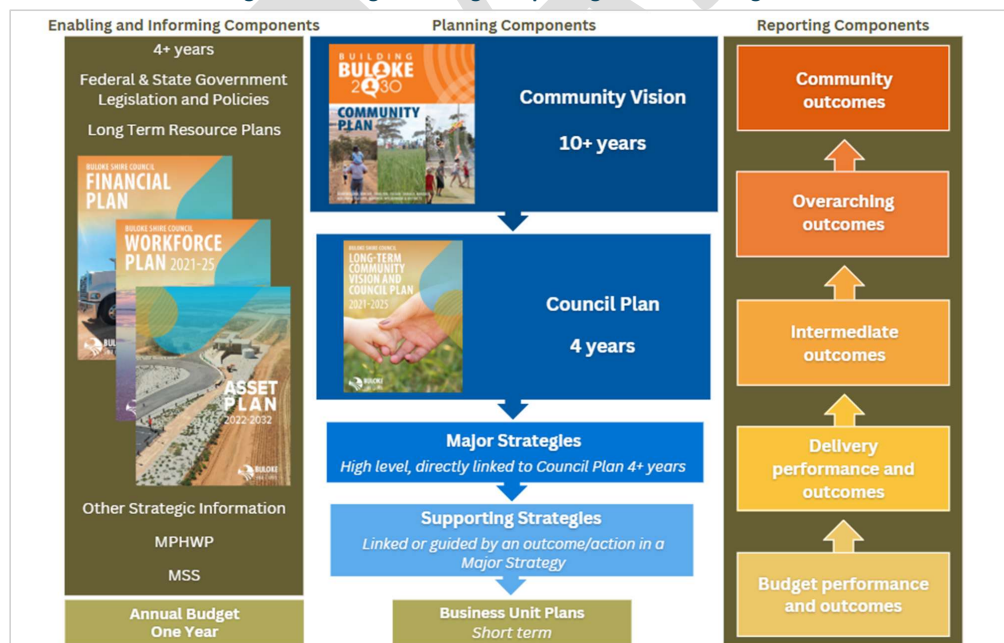 Enabling and Informing Components
4+ years
Federal & State Government
Legislation and Policies
Long Term Resource Plans
BULOKE SHIRE COUNCIL
FINANCIAL
PLAN
BULOKE SHIRE COUNCIL
WORKFORCE
PLAN 2021-25
ASSET
PLAN
2022-2032
BULOKE
Other Strategic Information
MPHWP
MSS
Annual Budget
One Year
Planning Components
BUILDING
BULOKE
2030
COMMUNITY
PLAN
Community Vision
10+ years
BULOKE SHIRE COUNCIL
LONG-TERM
COMMUNITY
VISION AND
COUNCIL PLAN
2021-2025
BULOKE
Council Plan
4 years
Major Strategies
High level, directly linked to Council Plan 4+ years
Supporting Strategies
Linked or guided by an outcome/action in a
Major Strategy
Business Unit Plans
Short term
Reporting Components
Community
outcomes
Overarching
outcomes
Intermediate
outcomes
Delivery
performance and
outcomes
Budget performance
and outcomes